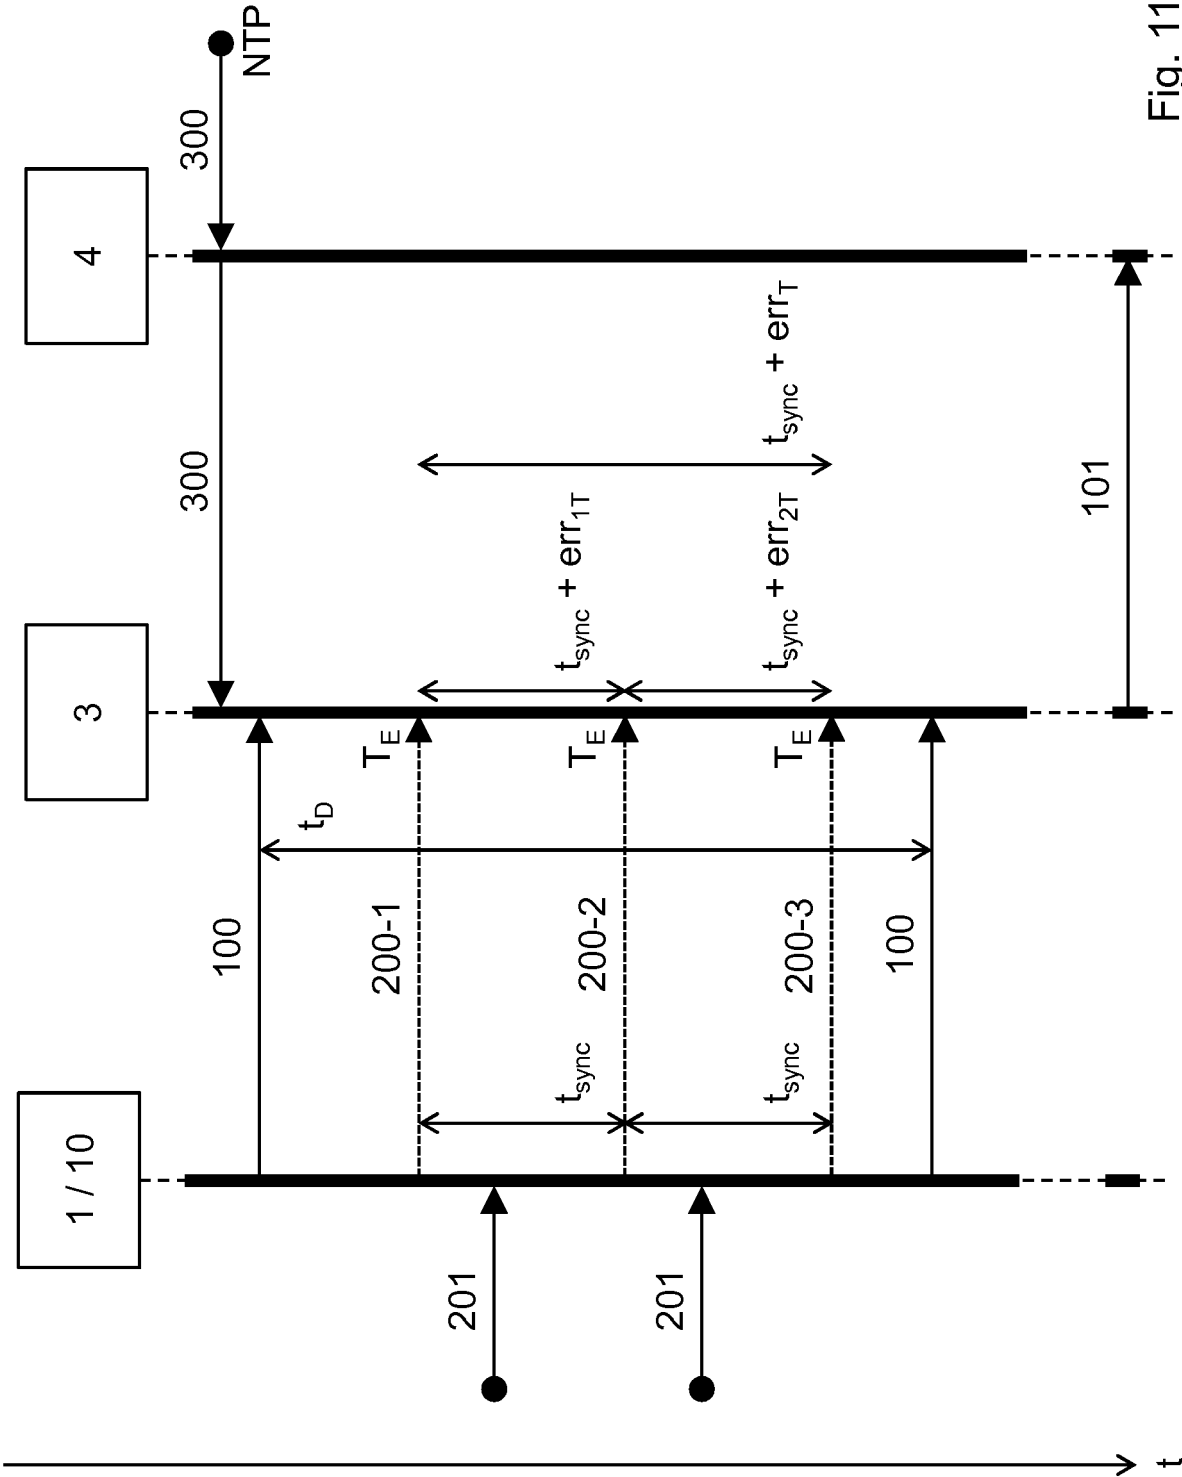 1 / 10
3
4
300
300
NTP
100
t_D
T_E
200-1
201
t_sync
t_sync + err_1T
T_E
200-2
t_sync + err_T
201
t_sync
t_sync + err_2T
T_E
200-3
100
101
t
Fig. 11